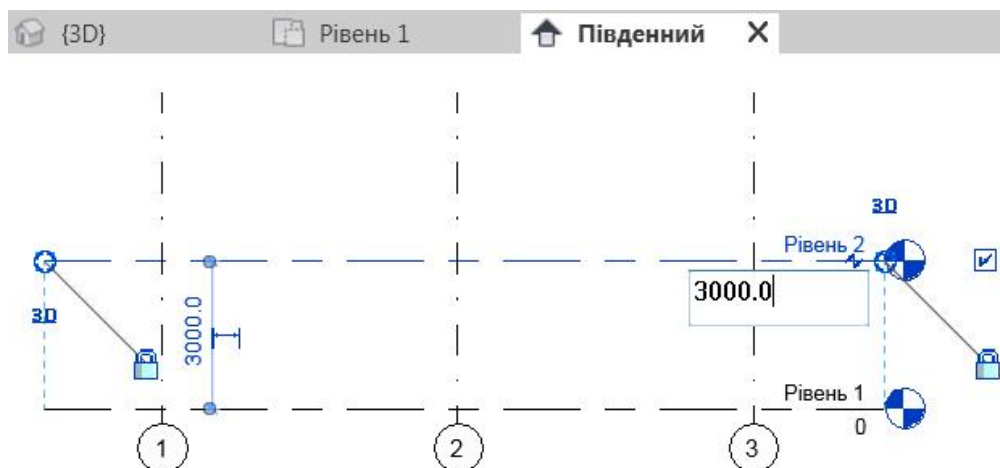 {3D} Рівень 1 Південний X
3D
Рівень 2
3000.0
3D
3000.0
Рівень 1
0
1 2 3